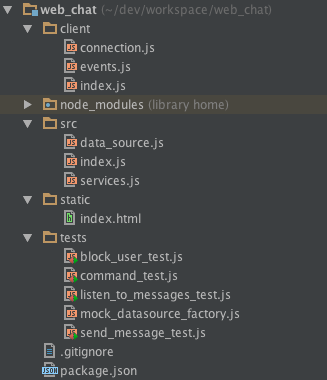 web_chat (~/dev/workspace/web_chat)
client
connection.js
events.js
index.js
node_modules (library home)
src
data_source.js
index.js
services.js
static
index.html
tests
block_user_test.js
command_test.js
listen_to_messages_test.js
mock_datasource_factory.js
send_message_test.js
.gitignore
package.json